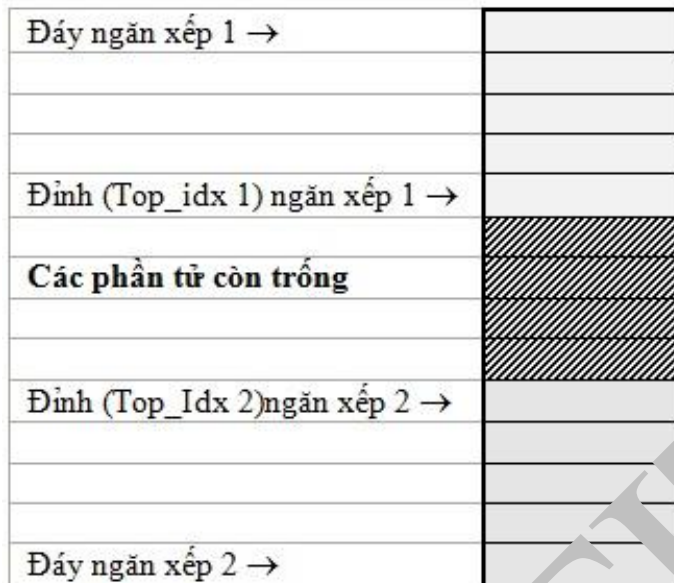 Đáy ngăn xếp 1 →
Đỉnh (Top_idx 1) ngăn xếp 1 →
Các phần tử còn trống
Đỉnh (Top_Idx 2)ngăn xếp 2 →
Đáy ngăn xếp 2 →